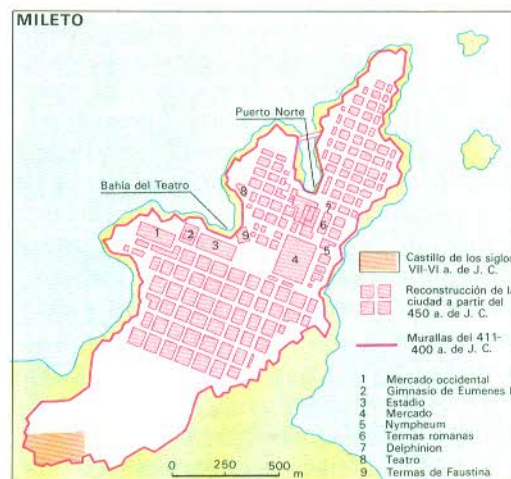 MILETO
Puerto Norte
Bahía del Teatro
8
7
6
5
9
1
2
3
4
Castillo de los siglos
VII-VI a. de J. C.
Reconstrucción de la
ciudad a partir del
450 a. de J. C.
Murallas del 411-
400 a. de J. C.
1 Mercado occidental
2 Gimnasio de Eumenes
3 Estadio
4 Mercado
5 Nympheum
6 Termas romanas
7 Delphinion
8 Teatro
9 Termas de Faustina
0 250 500
m